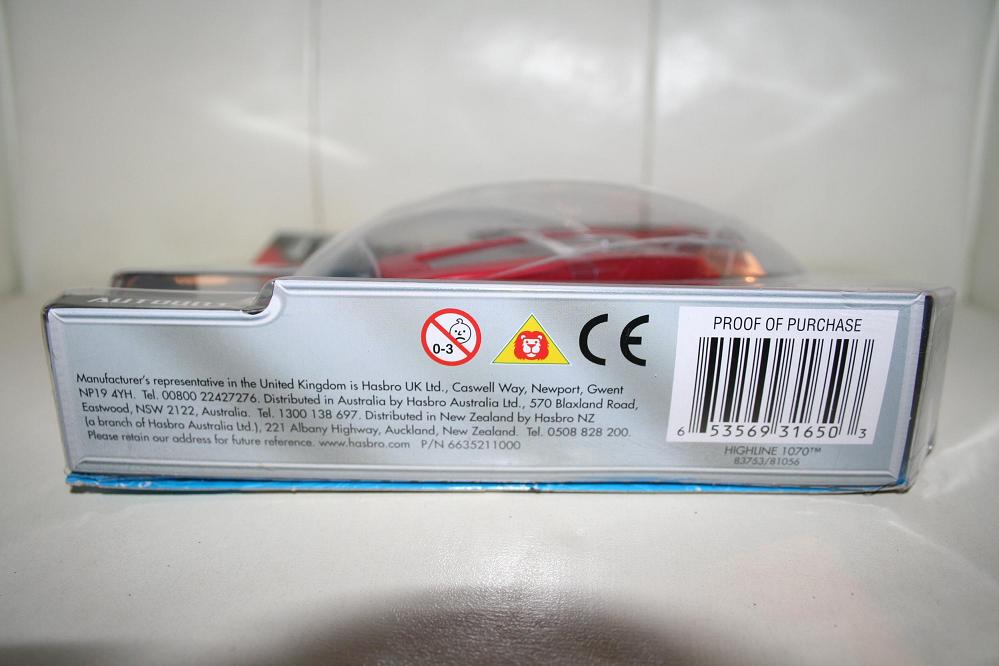 AUTOBOTS
0-3
CE
PROOF OF PURCHASE
Manufacturer's representative in the United Kingdom is Hasbro UK Ltd., Caswell Way, Newport, Gwent
NP19 4YH. Tel. 00800 22427276. Distributed in Australia by Hasbro Australia Ltd., 570 Blaxland Road,
Eastwood, NSW 2122, Australia. Tel. 1300 138 697. Distributed in New Zealand by Hasbro NZ
(a branch of Hasbro Australia Ltd.), 221 Albany Highway, Auckland, New Zealand. Tel. 0508 828 200.
Please retain our address for future reference. www.hasbro.com P/N 6635211000
6 53569 31650 3
HIGHLINE 1070™
83753/81056